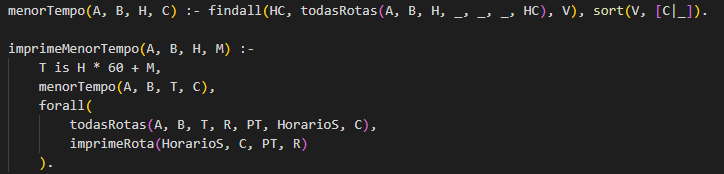 menorTempo(A, B, H, C) :- findall(HC, todasRotas(A, B, H, _, _, _, HC), V), sort(V, [C|_]).
imprimeMenorTempo(A, B, H, M) :-
T is H * 60 + M,
menorTempo(A, B, T, C),
forall(
todasRotas(A, B, T, R, PT, HorarioS, C),
imprimeRota(HorarioS, C, PT, R)
).